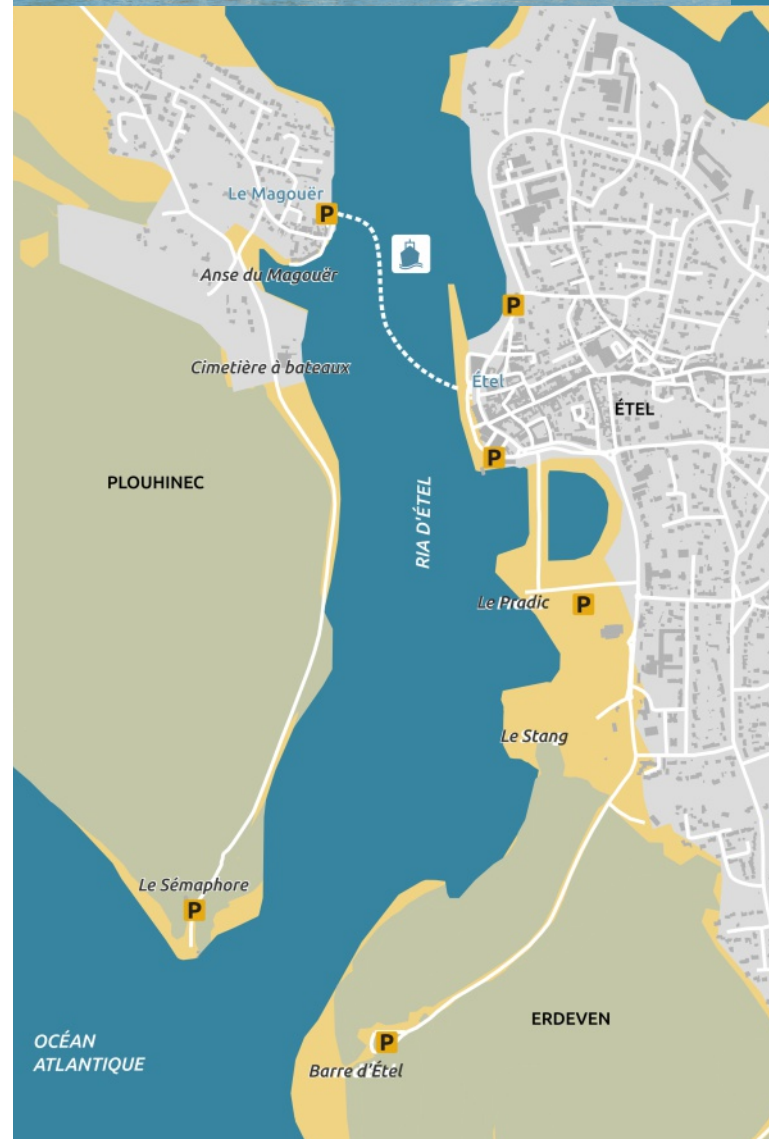 Le Magouër
P
Anse du Magouër
P
Cimetière à bateaux
Étel
ÉTEL
P
PLOUHINEC
RIA D'ÉTEL
Le Pradic
P
Le Stang
Le Sémaphore
P
OCÉAN
ATLANTIQUE
ERDEVEN
P
Barre d'Étel